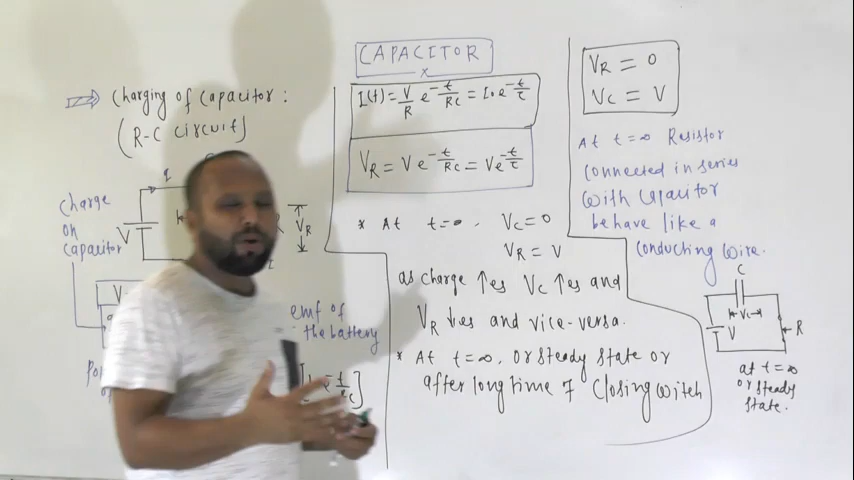 CAPACITOR
x
⇒ Charging of Capacitor :
(R-C circuit)
q
V
V_R
charge
on
capacitor
V
emf of
the battery
I(t) = V/R e^{-t/RC} = I₀e^{-t/τ}
V_R = Ve^{-t/RC} = Ve^{-t/τ}
* At t=0, V_C=0
V_R = V
as charge ↑es V_C ↑es and
V_R ↓es and vice-versa.
* At t=∞, or steady state or
after long time of closing witch
V_R = 0
V_C = V
At t=∞ Resistor
connected in series
with capacitor
behave like a
conducting wire.
C
V_C
V
R
at t=∞
or steady
state.